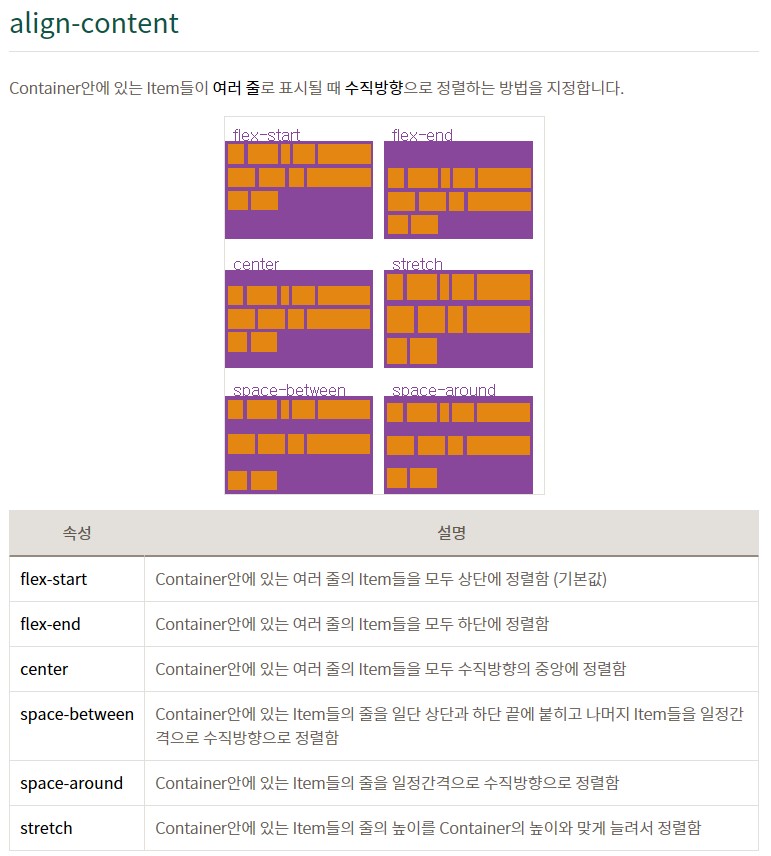 align-content
Container안에 있는 Item들이 여러 줄로 표시될 때 수직방향으로 정렬하는 방법을 지정합니다.
flex-start
flex-end
center
stretch
space-between
space-around
속성
설명
flex-start
Container안에 있는 여러 줄의 Item들을 모두 상단에 정렬함 (기본값)
flex-end
Container안에 있는 여러 줄의 Item들을 모두 하단에 정렬함
center
Container안에 있는 여러 줄의 Item들을 모두 수직방향의 중앙에 정렬함
space-between
Container안에 있는 Item들의 줄을 일단 상단과 하단 끝에 붙히고 나머지 Item들을 일정간
격으로 수직방향으로 정렬함
space-around
Container안에 있는 Item들의 줄을 일정간격으로 수직방향으로 정렬함
stretch
Container안에 있는 Item들의 줄의 높이를 Container의 높이와 맞게 늘려서 정렬함